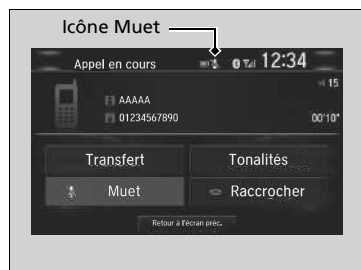 Icône Muet
Appel en cours
12:34
15
AAAAA
01234567890
00'10"
Transfert
Tonalités
Muet
Raccrocher
Retour à l'écran préc.